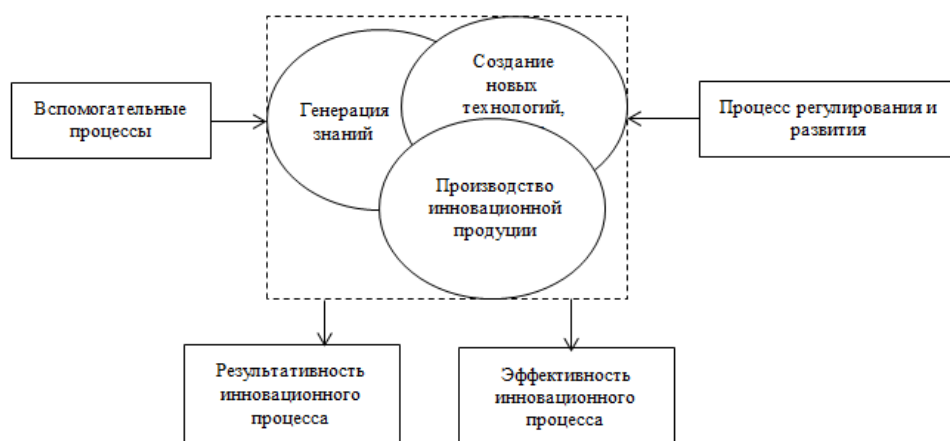 Вспомогательные
процессы
Генерация
знаний
Создание
новых
технологий,
Производство
инновационной
продуции
Процесс регулирования и
развития
Результативность
инновационного
процесса
Эффективность
инновационного
процесса